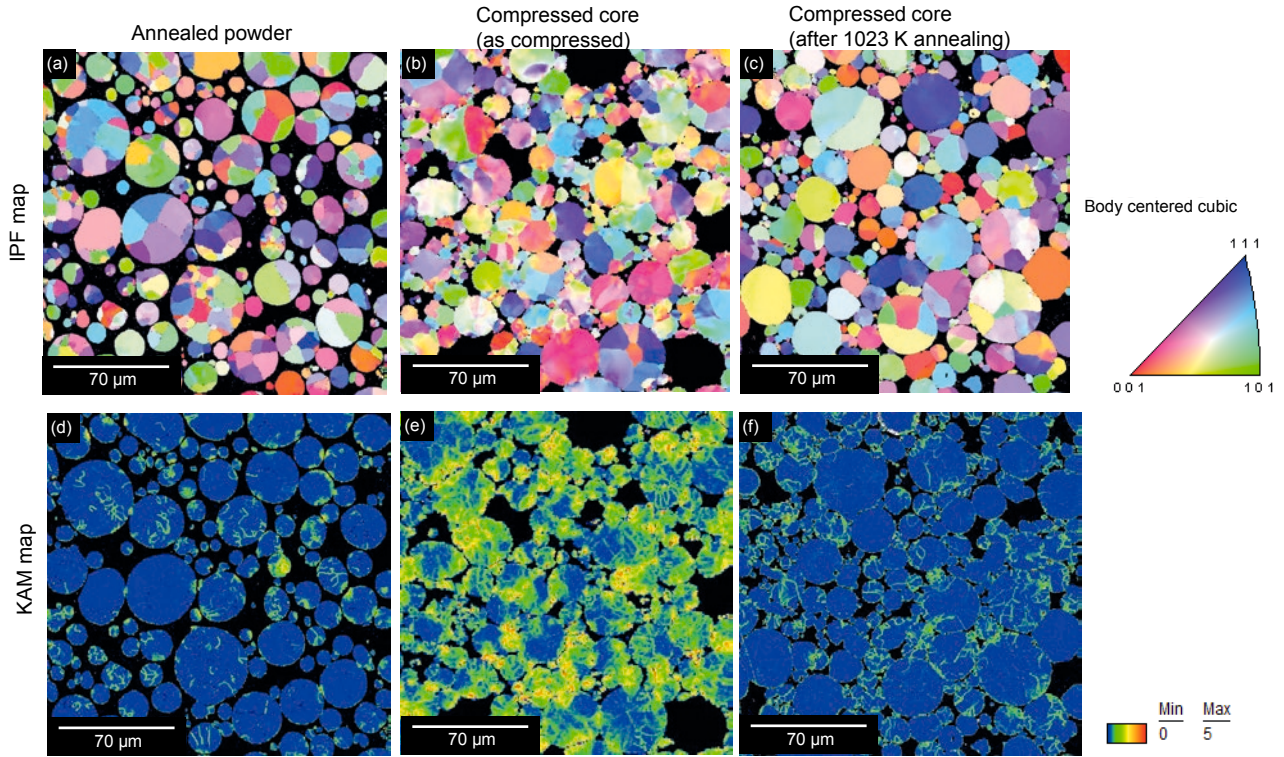 Annealed powder
Compressed core
(as compressed)
Compressed core
(after 1023 K annealing)
IPF map
(a)
(b)
(c)
70 µm
70 µm
70 µm
Body centered cubic
1 1 1
0 0 1
1 0 1
KAM map
(d)
(e)
(f)
70 µm
70 µm
70 µm
Min Max
0 5